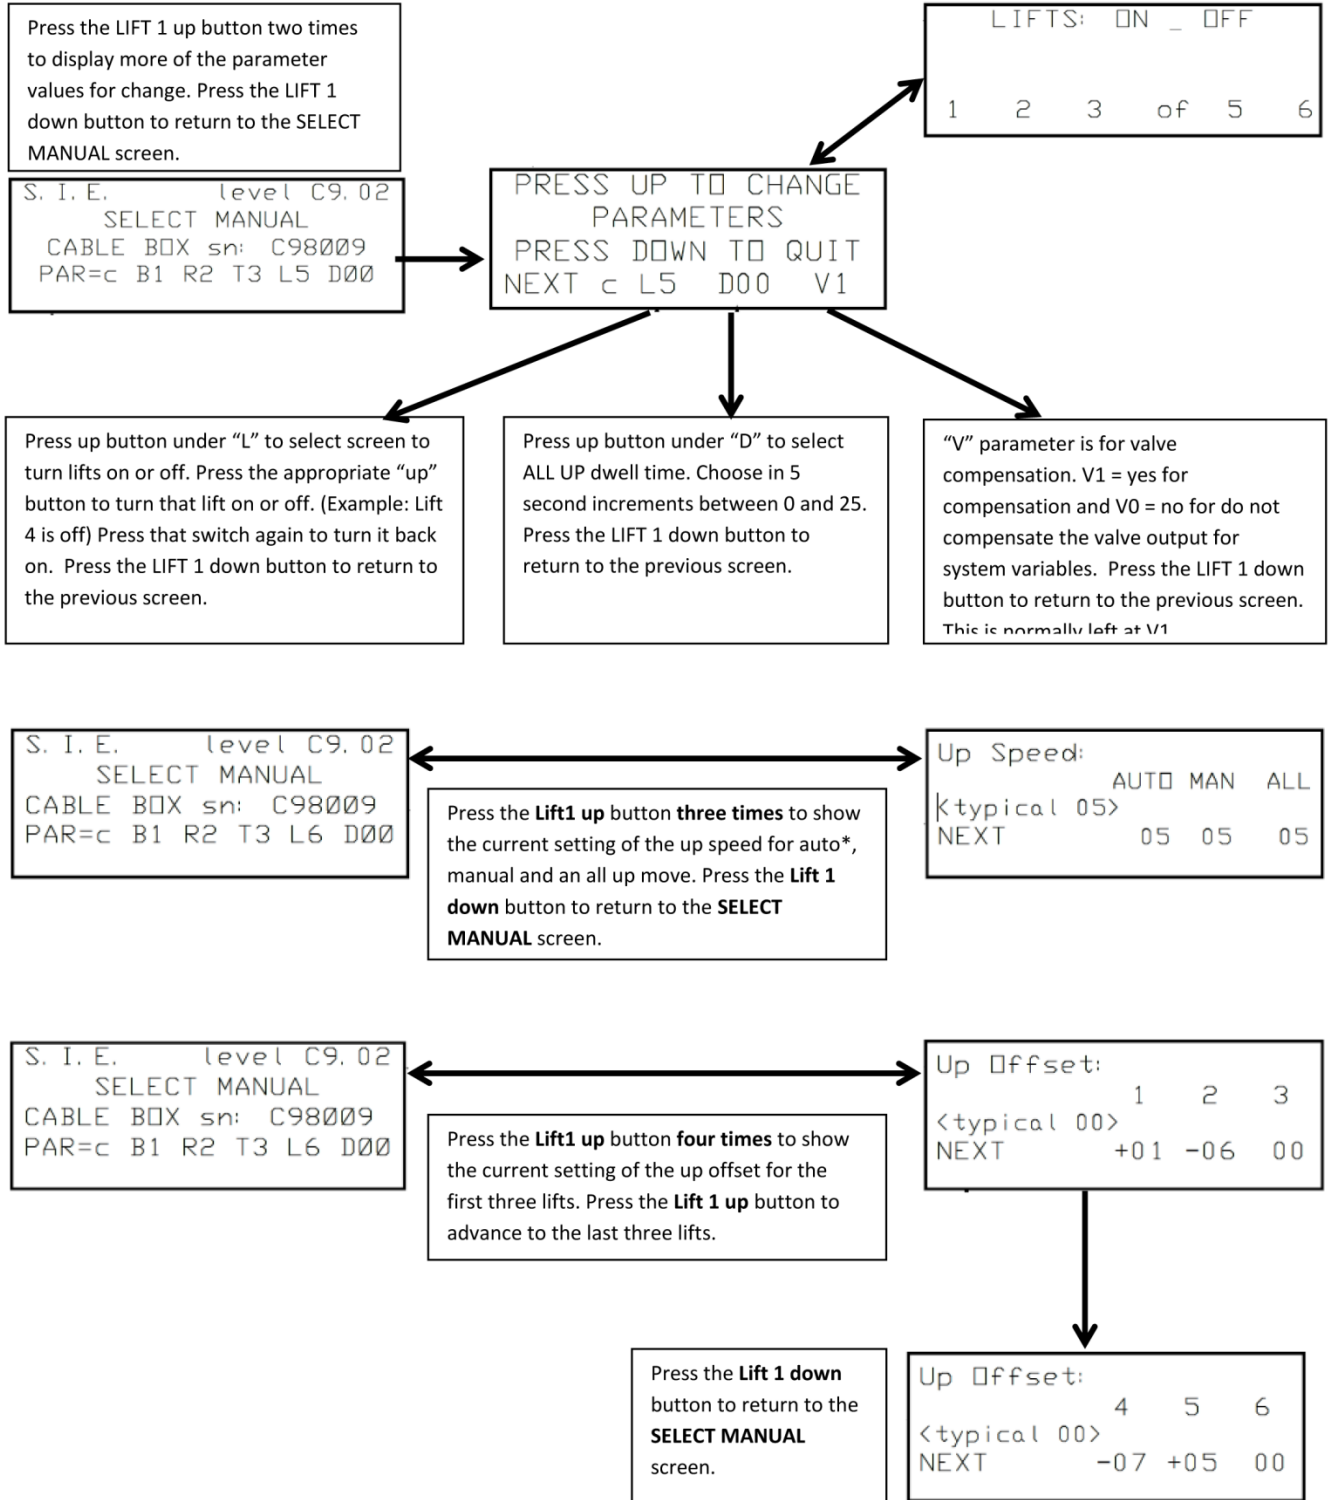 Press the LIFT 1 up button two times
to display more of the parameter
values for change. Press the LIFT 1
down button to return to the SELECT
MANUAL screen.
LIFTS: ON _ OFF
1 2 3 of 5 6
S. I. E. level C9.02
SELECT MANUAL
CABLE BOX sn: C98009
PAR=c B1 R2 T3 L5 D00
PRESS UP TO CHANGE
PARAMETERS
PRESS DOWN TO QUIT
NEXT c L5 D00 V1
Press up button under “L” to select screen to
turn lifts on or off. Press the appropriate “up”
button to turn that lift on or off. (Example: Lift
4 is off) Press that switch again to turn it back
on. Press the LIFT 1 down button to return to
the previous screen.
Press up button under “D” to select
ALL UP dwell time. Choose in 5
second increments between 0 and 25.
Press the LIFT 1 down button to
return to the previous screen.
“V” parameter is for valve
compensation. V1 = yes for
compensation and V0 = no for do not
compensate the valve output for
system variables. Press the LIFT 1 down
button to return to the previous screen.
This is normally left at V1
S. I. E. level C9.02
SELECT MANUAL
CABLE BOX sn: C98009
PAR=c B1 R2 T3 L6 D00
Press the Lift1 up button three times to show
the current setting of the up speed for auto*,
manual and an all up move. Press the Lift 1
down button to return to the SELECT
MANUAL screen.
Up Speed:
AUTO MAN ALL
<typical 05>
NEXT 05 05 05
S. I. E. level C9.02
SELECT MANUAL
CABLE BOX sn: C98009
PAR=c B1 R2 T3 L6 D00
Press the Lift1 up button four times to show
the current setting of the up offset for the
first three lifts. Press the Lift 1 up button to
advance to the last three lifts.
Up Offset:
1 2 3
<typical 00>
NEXT +01 -06 00
Press the Lift 1 down
button to return to the
SELECT MANUAL
screen.
Up Offset:
4 5 6
<typical 00>
NEXT -07 +05 00